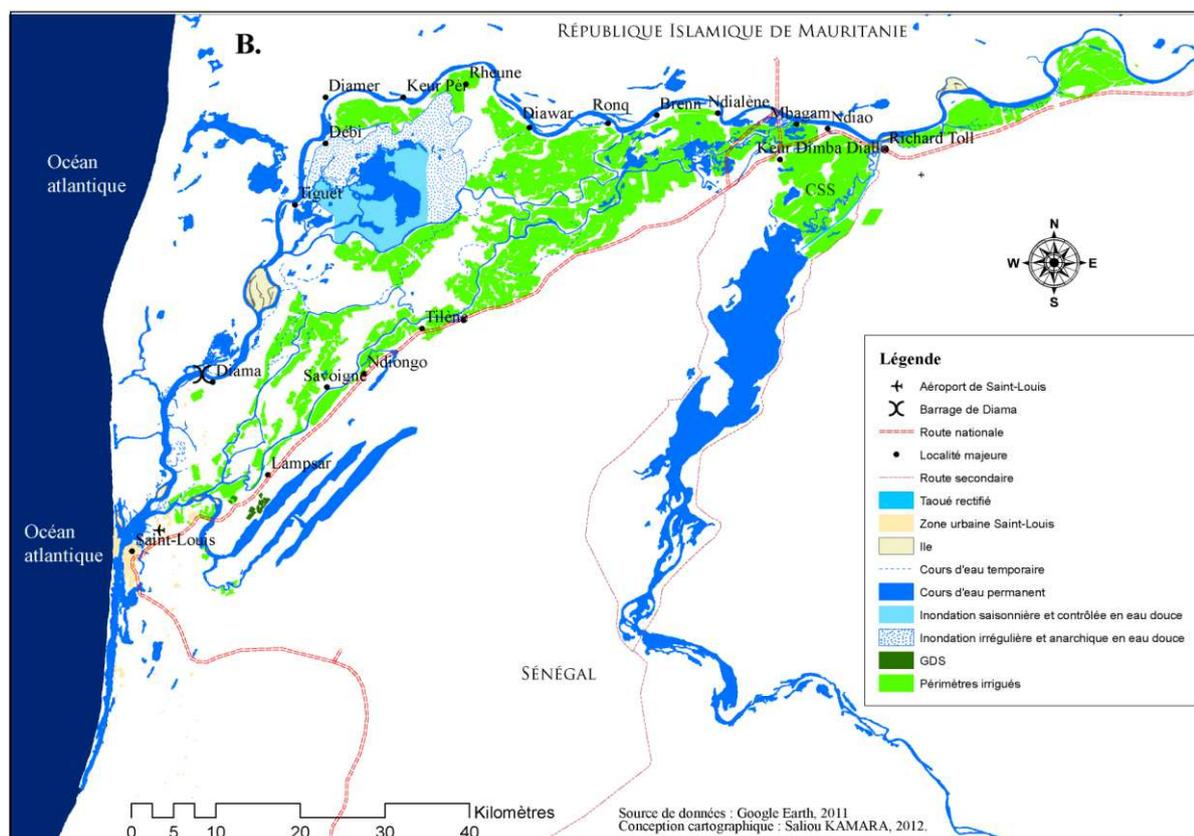 B.
RÉPUBLIQUE ISLAMIQUE DE MAURITANIE
Rheune
Diamer
Keur Pèr
Diawar
Ronq
Brenn
Ndialène
Mbagam
Ndiao
Débi
Richard Toll
Keur Dimba Diallo
Océan
atlantique
Tiguet
CSS
N
W
E
S
Tilène
Diama
Savoigne
Ndiongo
Lampsar
Océan
atlantique
Saint-Louis
SÉNÉGAL
Légende
Aéroport de Saint-Louis
Barrage de Diama
Route nationale
Localité majeure
Route secondaire
Taoué rectifié
Zone urbaine Saint-Louis
Ile
Cours d'eau temporaire
Cours d'eau permanent
Inondation saisonnière et contrôlée en eau douce
Inondation irrégulière et anarchique en eau douce
GDS
Périmètres irrigués
Kilomètres
0 5 10 20 30 40
Source de données : Google Earth, 2011
Conception cartographique : Saliou KAMARA, 2012.